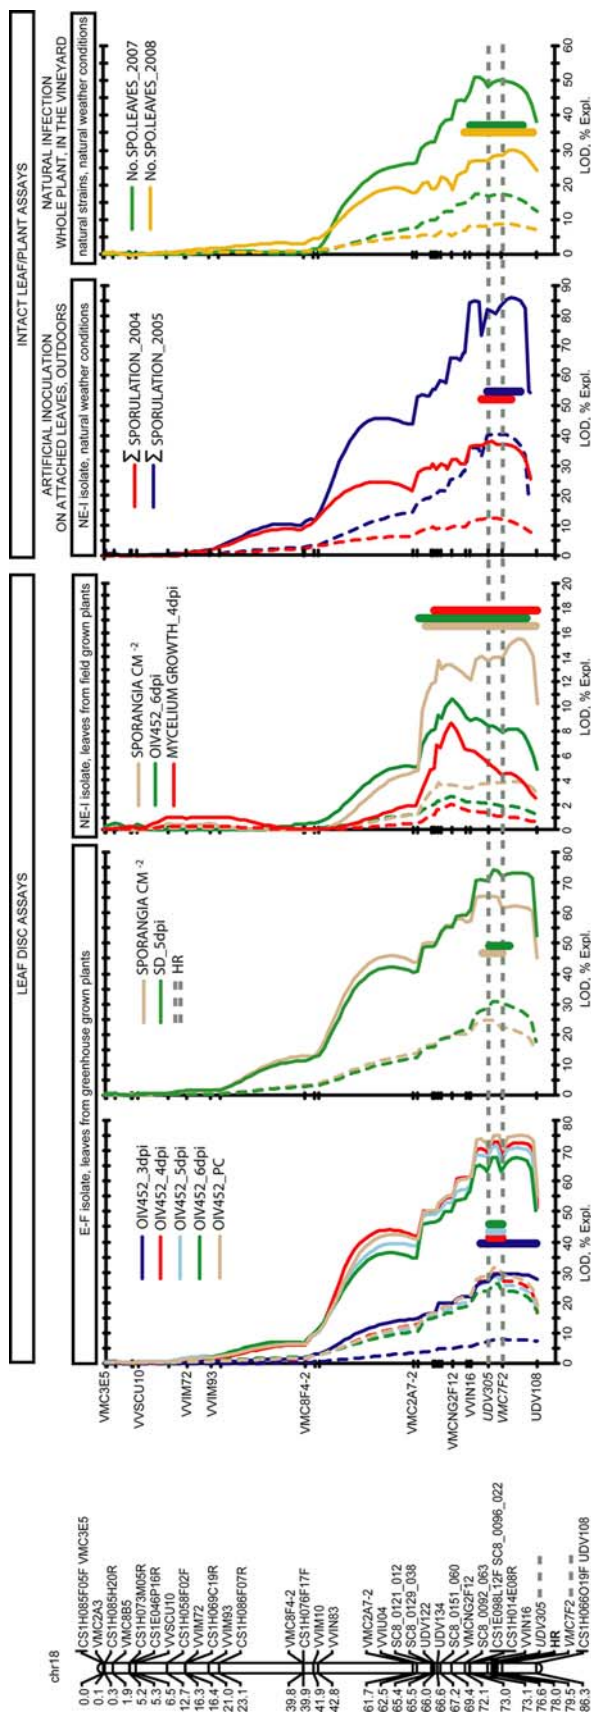 chr18
0.0
0.1
0.3
1.9
5.2
5.3
6.5
12.7
16.3
16.4
21.0
23.1
39.8
39.9
41.9
42.8
61.7
62.5
65.4
65.5
66.0
66.6
67.2
69.4
72.1
73.0
73.1
76.6
78.0
79.5
86.3
CS1H085F05F VMC3E5
VMC2A3
CS1H085H20R
VMC8B5
CS1H073M05R
CS1E046P16R
VVSCU10
CS1H058F02F
VVIM72
CS1H069C19R
VVIM93
CS1H086F07R
VMC8F4-2
CS1H076F17F
VVIM10
VVIN83
VMC2A7-2
VVIU04
SC8_0121_012
SC8_0129_038
UDV122
UDV134
SC8_0151_060
VMCNG2F12
SC8_0092_063
CS1E098L12F SC8_0096_022
CS1H014E08R
VVIN16
UDV305
HR
VMC7F2
CS1H066O19F UDV108
LEAF DISC ASSAYS
E-F isolate, leaves from greenhouse grown plants
VMC3E5
VVSCU10
VVIM72
VVIM93
VMC8F4-2
VMC2A7-2
VMCNG2F12
VVIN16
UDV305
VMC7F2
UDV108
OIV452_3dpi
OIV452_4dpi
OIV452_5dpi
OIV452_6dpi
OIV452_PC
0 10 20 30 40 50 60 70 80
LOD, % Expl.
SPORANGIA CM -2
SD_5dpi
HR
0 10 20 30 40 50 60 70 80
LOD, % Expl.
NE-I isolate, leaves from field grown plants
SPORANGIA CM -2
OIV452_6dpi
MYCELIUM GROWTH_4dpi
0 2 4 6 8 10 12 14 16 18 20
LOD, % Expl.
INTACT LEAF/PLANT ASSAYS
ARTIFICIAL INOCULATION
ON ATTACHED LEAVES, OUTDOORS
NE-I isolate, natural weather conditions
∑ SPORULATION_2004
∑ SPORULATION_2005
0 10 20 30 40 50 60 70 80 90
LOD, % Expl.
NATURAL INFECTION
WHOLE PLANT, IN THE VINEYARD
natural strains, natural weather conditions
No.SPO.LEAVES_2007
No.SPO.LEAVES_2008
0 10 20 30 40 50 60
LOD, % Expl.